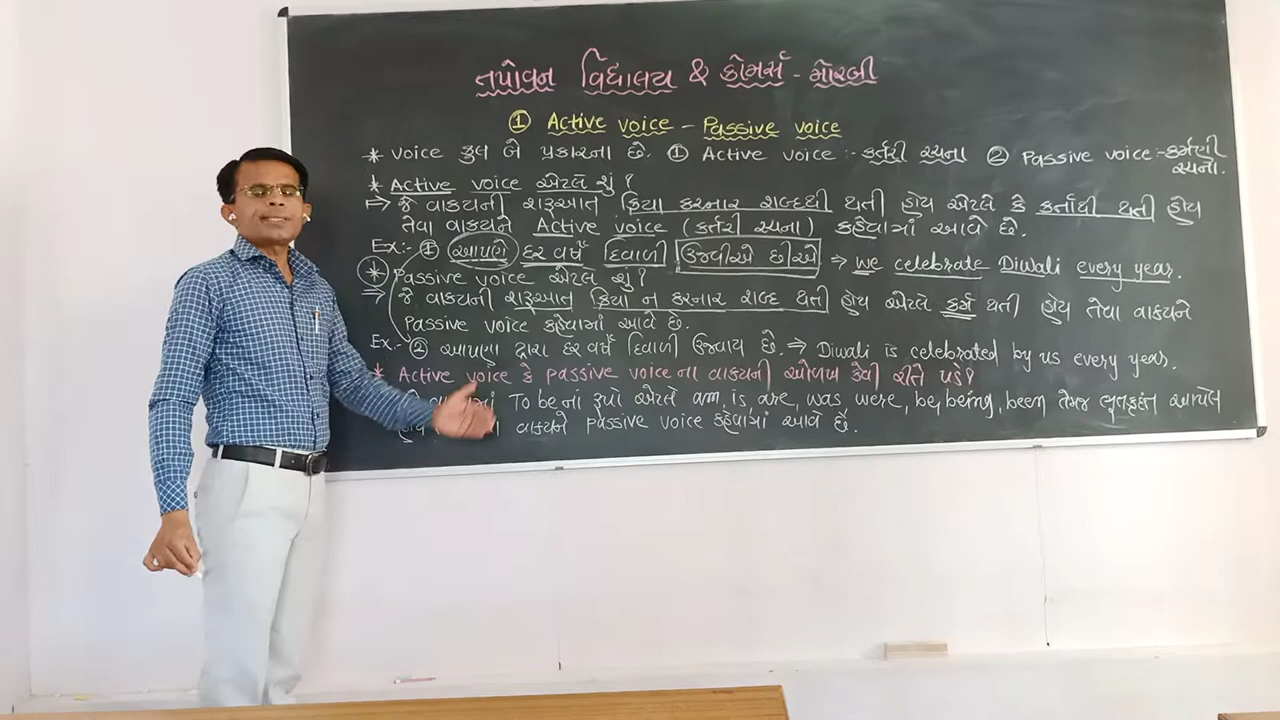 તપોવન વિદ્યાલય & કોમર્સ - મોરબી
① Active voice - Passive voice
* voice કુલ બે પ્રકારના છે. ① Active voice :- કર્તરી રચના ② Passive voice :- કર્મણી રચના.
* Active voice એટલે શું?
⇒ જે વાક્યની શરૂઆત ક્રિયા કરનાર શબ્દથી થતી હોય એટલે કે કર્તાથી થતી હોય
તેવા વાક્યને Active voice (કર્તરી રચના) કહેવામાં આવે છે.
Ex:- ① આપણે દર વર્ષે દિવાળી ઉજવીએ છીએ ⇒ we celebrate Diwali every year.
* Passive voice એટલે શું?
⇒ જે વાક્યની શરૂઆત ક્રિયા ન કરનાર શબ્દ થતી હોય એટલે કર્મ થતી હોય તેવા વાક્યને
Passive voice કહેવામાં આવે છે.
Ex:- ② આપણા દ્વારા દર વર્ષે દિવાળી ઉજવાય છે. ⇒ Diwali is celebrated by us every year.
* Active voice કે passive voice ના વાક્યની ઓળખ કેવી રીતે પડે?
To be ના રૂપો એટલે am, is are, was were, be, being, been તેમજ ભૂતકૃદંત આવેલ
હોય વાક્યને passive voice કહેવામાં આવે છે.